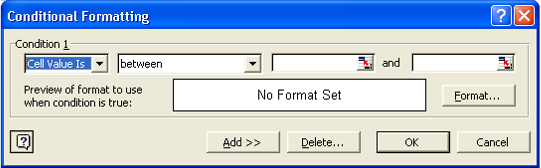 Conditional Formatting
Condition 1
Cell Value Is between and
Preview of format to use
when condition is true:
No Format Set
Format...
Add >> Delete... OK Cancel